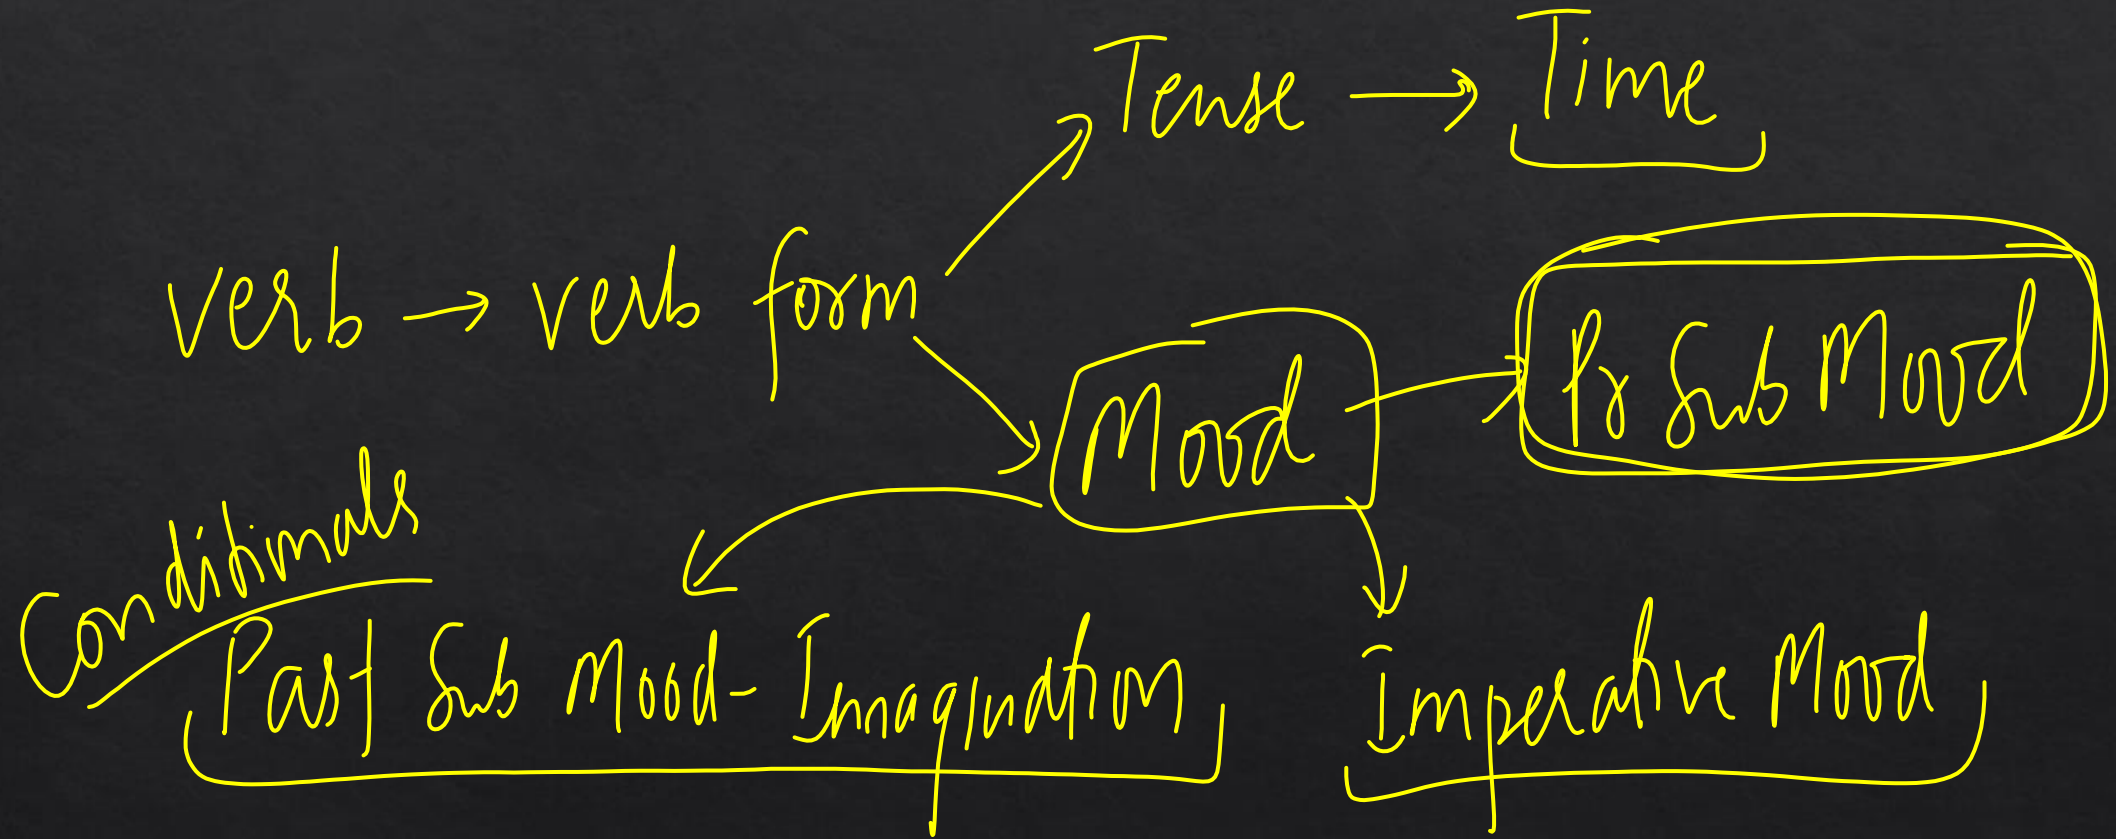 Tense → Time
verb → verb form
Mood
Pr Sub Mood
Conditionals
Past Sub Mood - Imagination
Imperative Mood